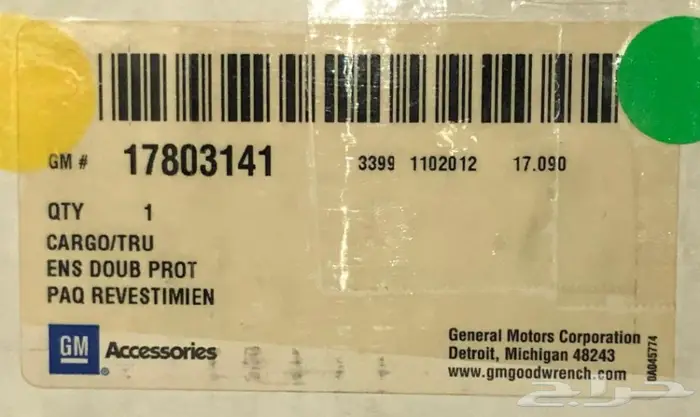 GM # 17803141 3399 1102012 17.090
QTY 1
CARGO/TRU
ENS DOUB PROT
PAQ REVESTIMIEN
GM Accessories
General Motors Corporation
Detroit, Michigan 48243
www.gmgoodwrench.com
0A045774
حراج